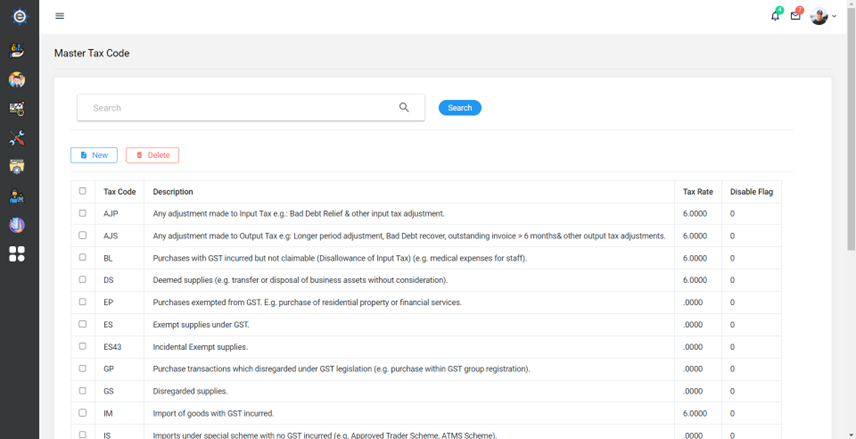 4
7
Master Tax Code
Search
Search
New
Delete
Tax Code Description Tax Rate Disable Flag
AJP Any adjustment made to Input Tax e.g.: Bad Debt Relief & other input tax adjustment. 6.0000 0
AJS Any adjustment made to Output Tax e.g: Longer period adjustment, Bad Debt recover, outstanding invoice > 6 months& other output tax adjustments. 6.0000 0
BL Purchases with GST incurred but not claimable (Disallowance of Input Tax) (e.g. medical expenses for staff). 6.0000 0
DS Deemed supplies (e.g. transfer or disposal of business assets without consideration). 6.0000 0
EP Purchases exempted from GST. E.g. purchase of residential property or financial services. .0000 0
ES Exempt supplies under GST. .0000 0
ES43 Incidental Exempt supplies. .0000 0
GP Purchase transactions which disregarded under GST legislation (e.g. purchase within GST group registration). .0000 0
GS Disregarded supplies. .0000 0
IM Import of goods with GST incurred. 6.0000 0
IS Imports under special scheme with no GST incurred (e.g. Approved Trader Scheme, ATMS Scheme). .0000 0